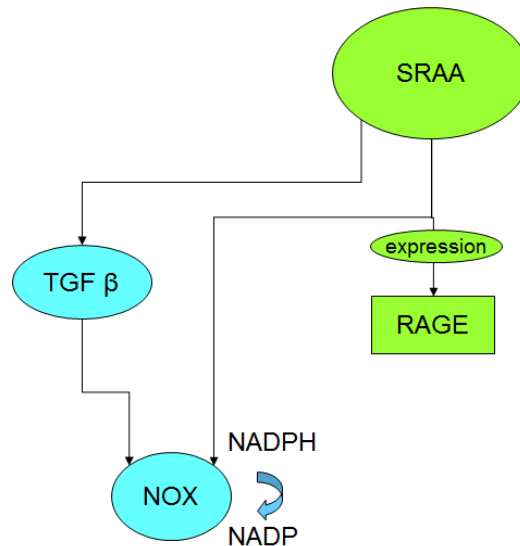 SRAA
expression
TGF β
RAGE
NADPH
NOX
NADP